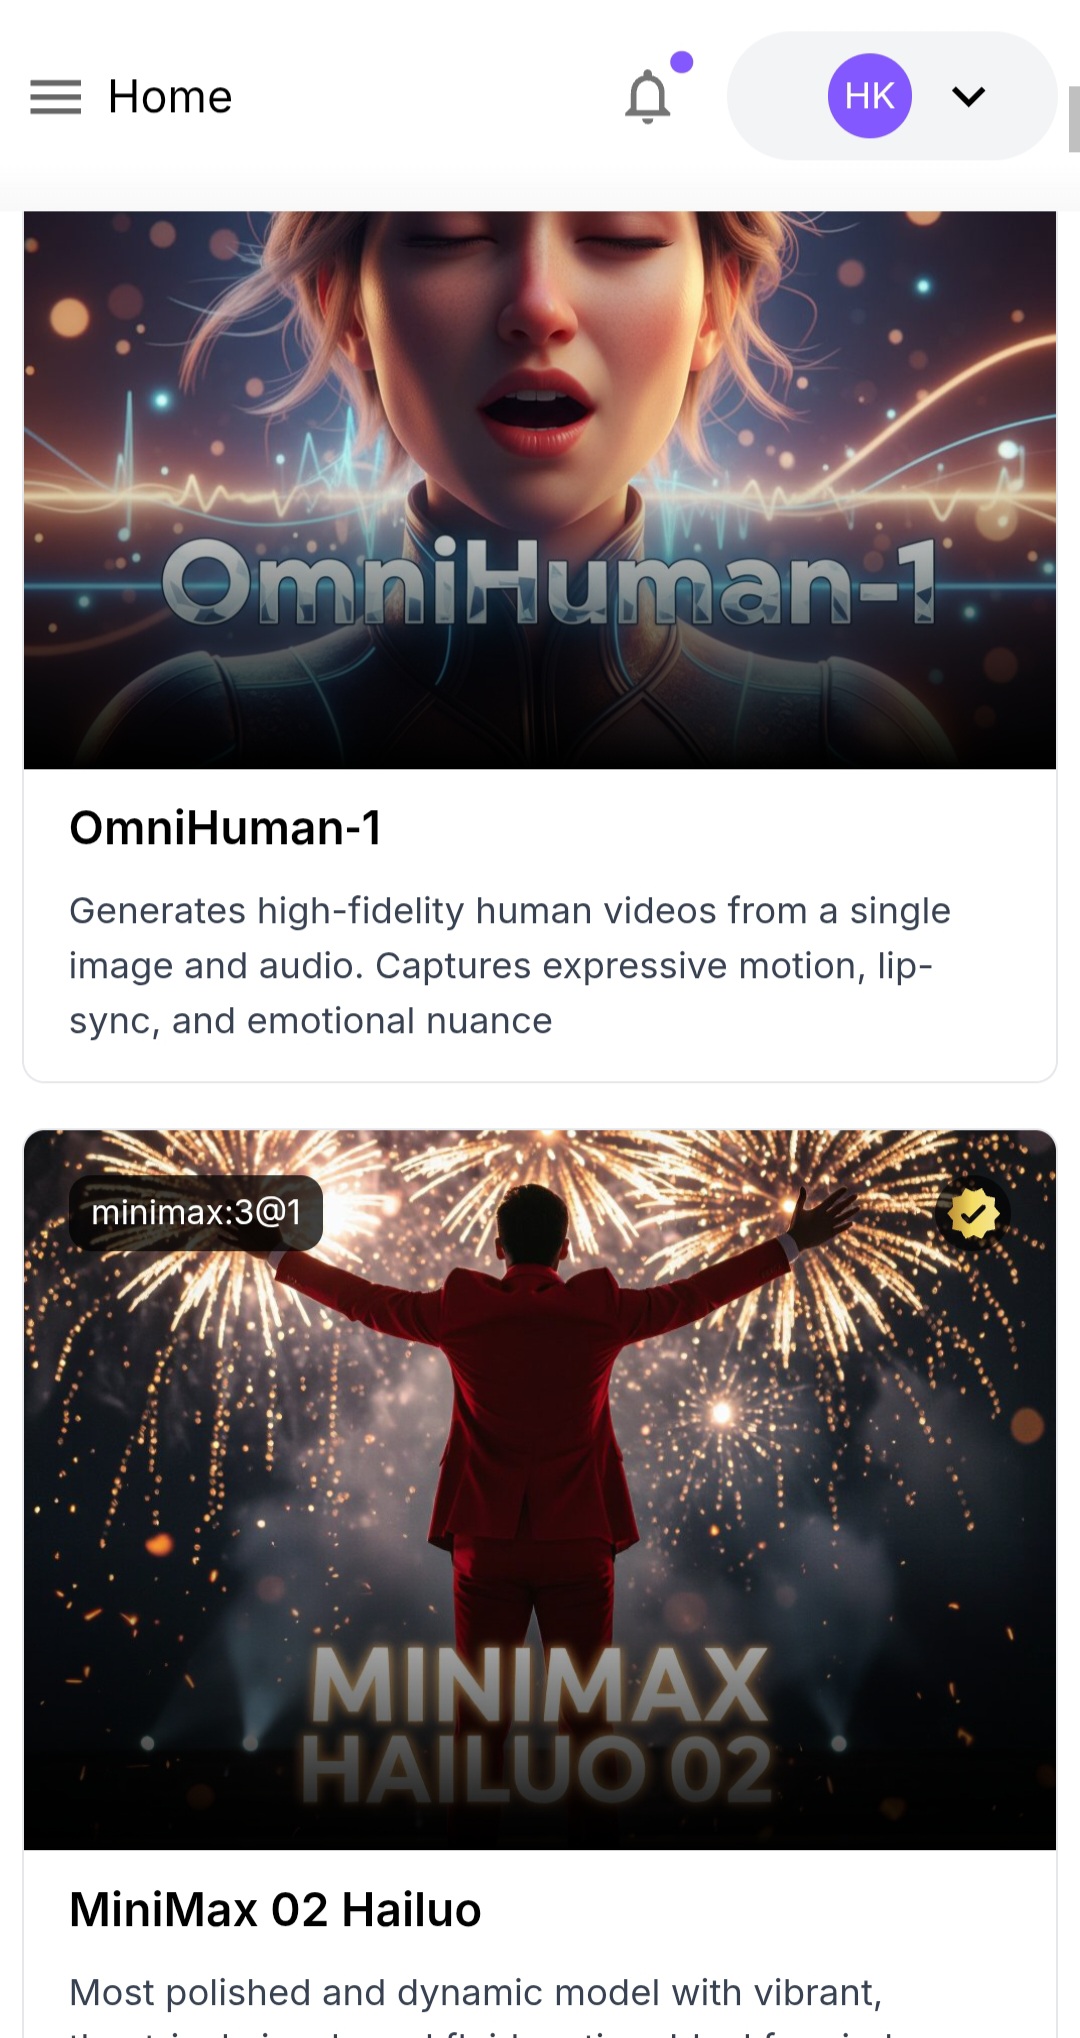 Home
HK
OmniHuman-1
OmniHuman-1
Generates high-fidelity human videos from a single
image and audio. Captures expressive motion, lip-
sync, and emotional nuance
minimax:3@1
MINIMAX
HAILUO 02
MiniMax 02 Hailuo
Most polished and dynamic model with vibrant,